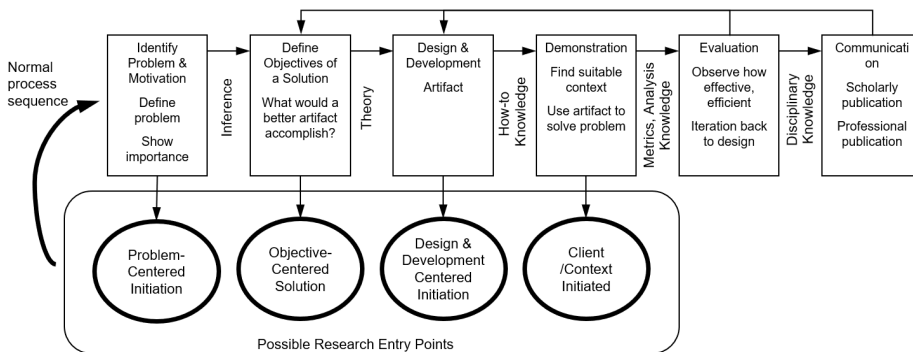 Normal
process
sequence
Identify
Problem &
Motivation
Define
problem
Show
importance
Inference
Define
Objectives of
a Solution
What would a
better artifact
accomplish?
Theory
Design &
Development
Artifact
How-to
Knowledge
Demonstration
Find suitable
context
Use artifact to
solve problem
Metrics, Analysis
Knowledge
Evaluation
Observe how
effective,
efficient
Iteration back
to design
Disciplinary
Knowledge
Communicati
on
Scholarly
publication
Professional
publication
Problem-
Centered
Initiation
Objective-
Centered
Solution
Design &
Development
Centered
Initiation
Client
/Context
Initiated
Possible Research Entry Points